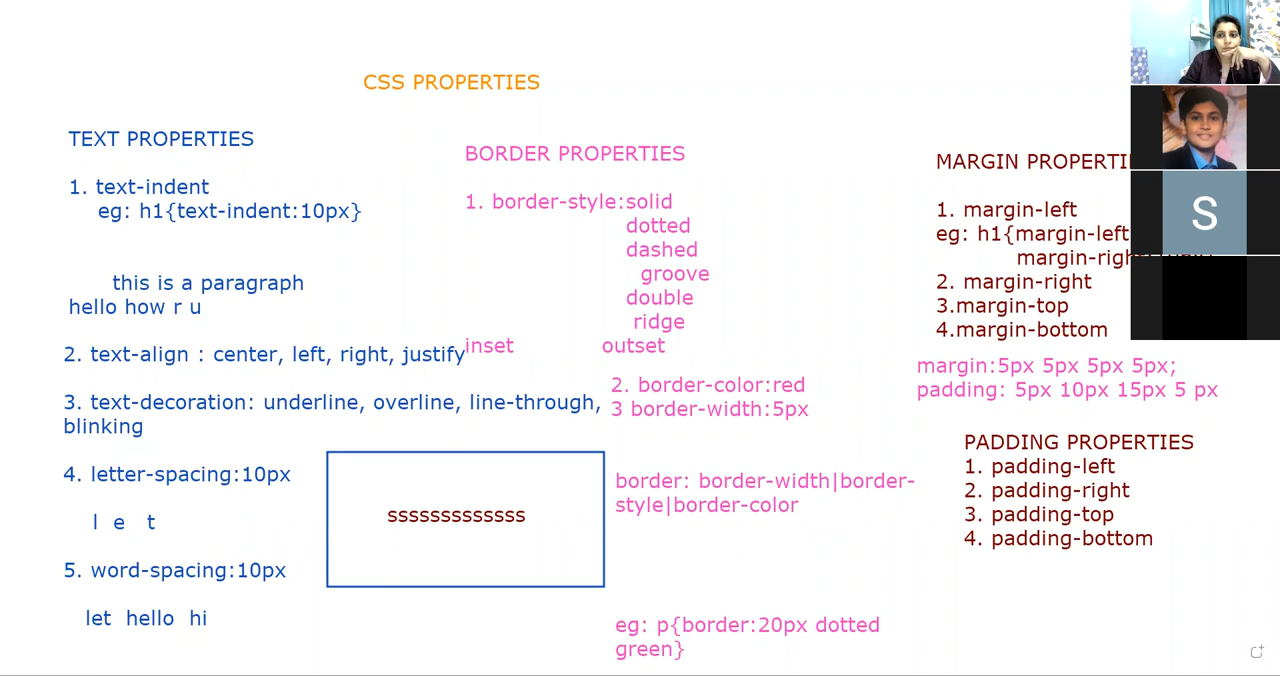 CSS PROPERTIES
TEXT PROPERTIES
1. text-indent
eg: h1{text-indent:10px}
this is a paragraph
hello how r u
2. text-align : center, left, right, justify
3. text-decoration: underline, overline, line-through,
blinking
4. letter-spacing:10px
l e t
5. word-spacing:10px
let hello hi
sssssssssssss
BORDER PROPERTIES
1. border-style:solid
dotted
dashed
groove
double
ridge
inset outset
2. border-color:red
3 border-width:5px
border: border-width|border-
style|border-color
eg: p{border:20px dotted
green}
MARGIN
1. margin-left
eg: h1{margin-left
2. margin-right
3.margin-top
4.margin-bottom
margin:5px 5px 5px 5px;
padding: 5px 10px 15px 5 px
PADDING PROPERTIES
1. padding-left
2. padding-right
3. padding-top
4. padding-bottom
S